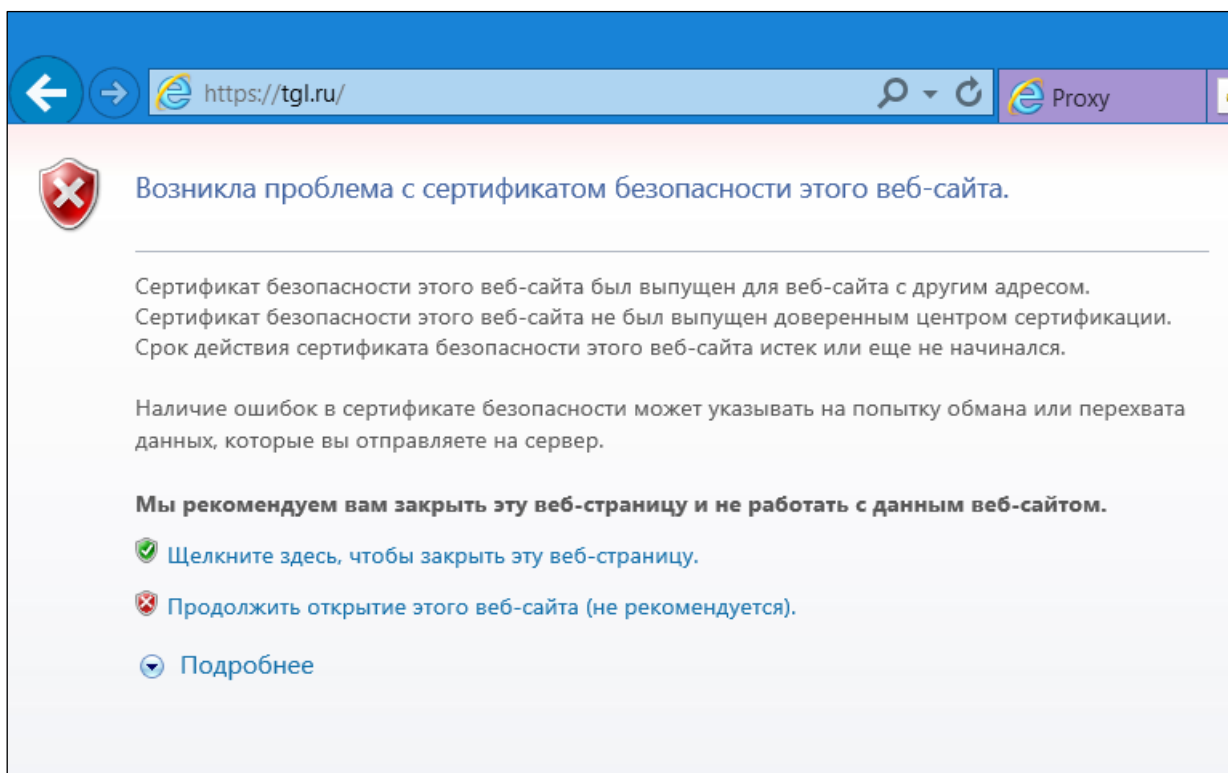 https://tgl.ru/
Proxy
Возникла проблема с сертификатом безопасности этого веб-сайта.
Сертификат безопасности этого веб-сайта был выпущен для веб-сайта с другим адресом.
Сертификат безопасности этого веб-сайта не был выпущен доверенным центром сертификации.
Срок действия сертификата безопасности этого веб-сайта истек или еще не начинался.
Наличие ошибок в сертификате безопасности может указывать на попытку обмана или перехвата
данных, которые вы отправляете на сервер.
Мы рекомендуем вам закрыть эту веб-страницу и не работать с данным веб-сайтом.
Щелкните здесь, чтобы закрыть эту веб-страницу.
Продолжить открытие этого веб-сайта (не рекомендуется).
Подробнее